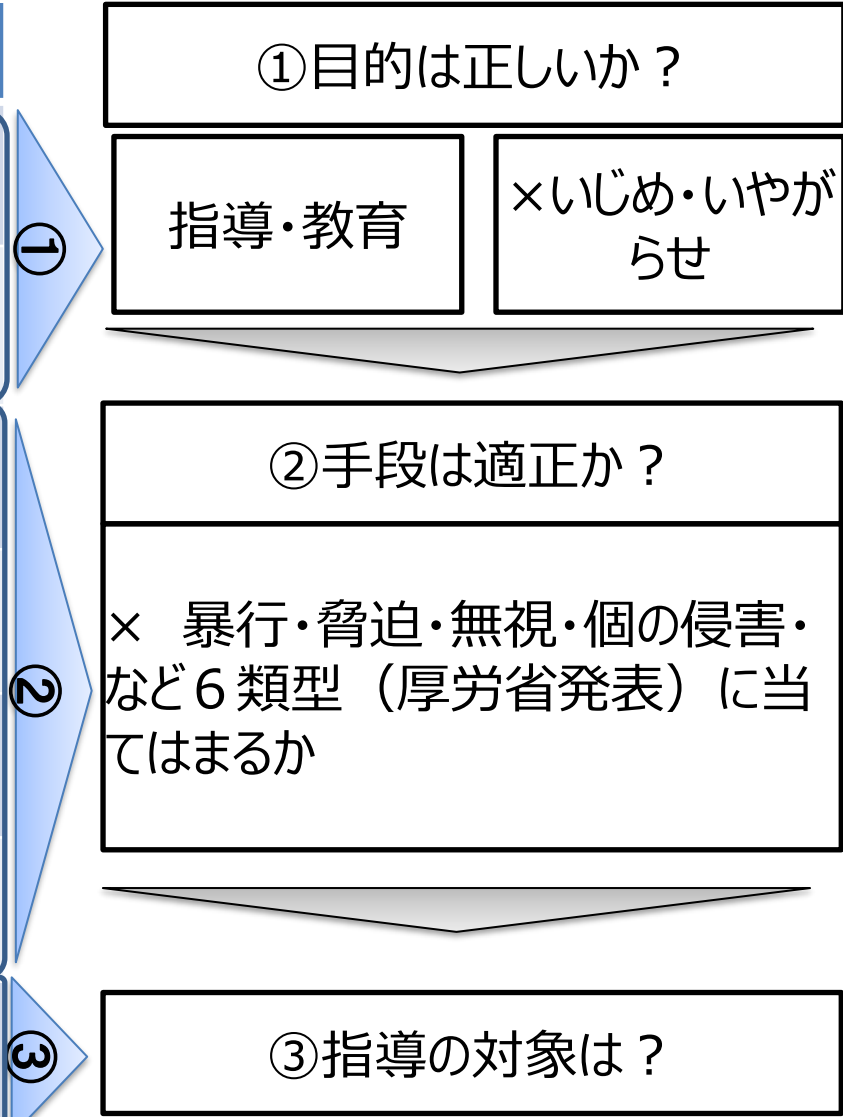 ①目的は正しいか？
①
指導・教育
×いじめ・いやが
らせ
②手段は適正か？
②
×　暴行・脅迫・無視・個の侵害・
など６類型（厚労省発表）に当
てはまるか
③
③指導の対象は？